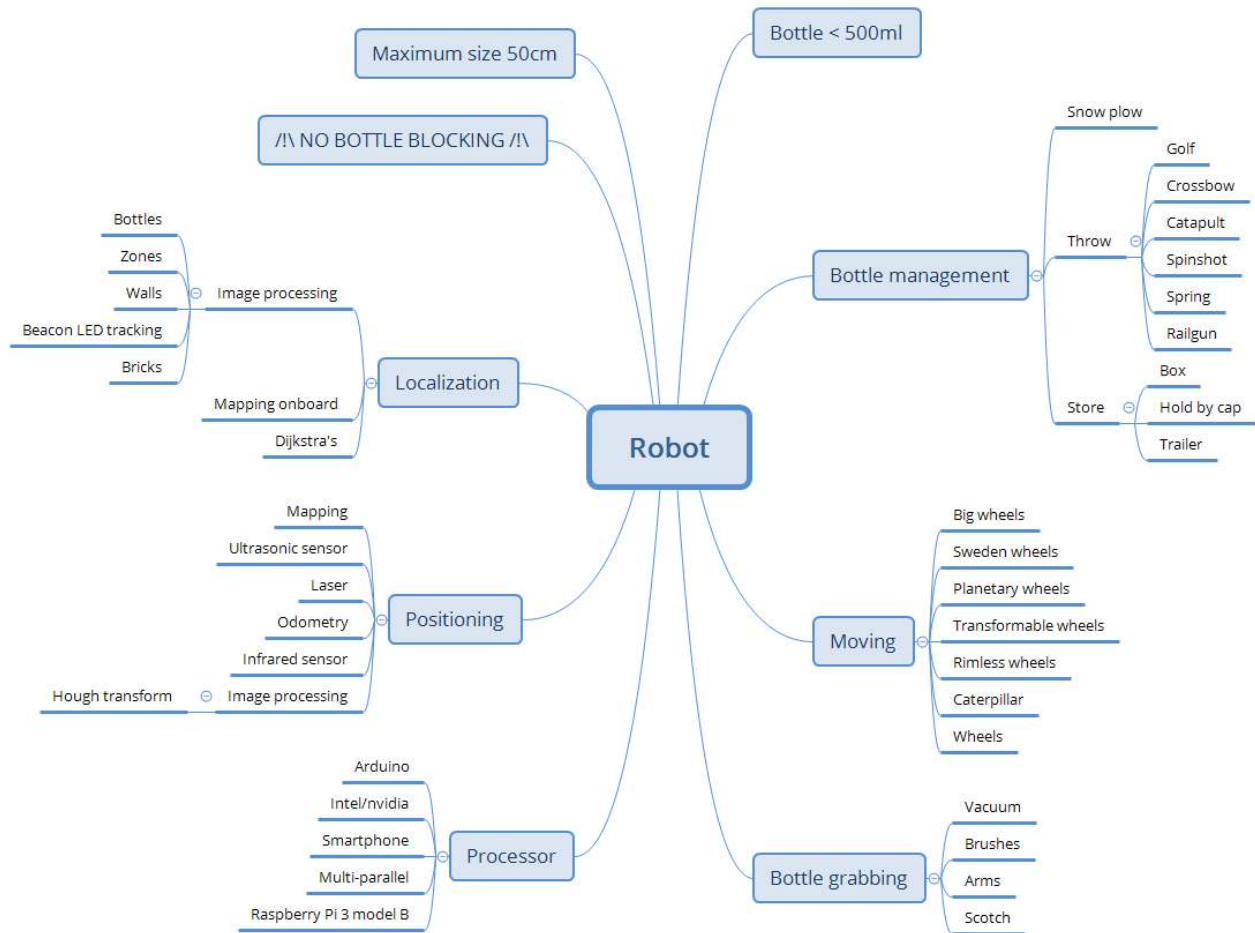 Maximum size 50cm
/!\ NO BOTTLE BLOCKING /!\
Bottle < 500ml
Robot
Localization
Image processing
Bottles
Zones
Walls
Beacon LED tracking
Bricks
Mapping onboard
Dijkstra's
Positioning
Mapping
Ultrasonic sensor
Laser
Odometry
Infrared sensor
Image processing
Hough transform
Processor
Arduino
Intel/nvidia
Smartphone
Multi-parallel
Raspberry Pi 3 model B
Bottle management
Snow plow
Throw
Golf
Crossbow
Catapult
Spinshot
Spring
Railgun
Store
Box
Hold by cap
Trailer
Moving
Big wheels
Sweden wheels
Planetary wheels
Transformable wheels
Rimless wheels
Caterpillar
Wheels
Bottle grabbing
Vacuum
Brushes
Arms
Scotch